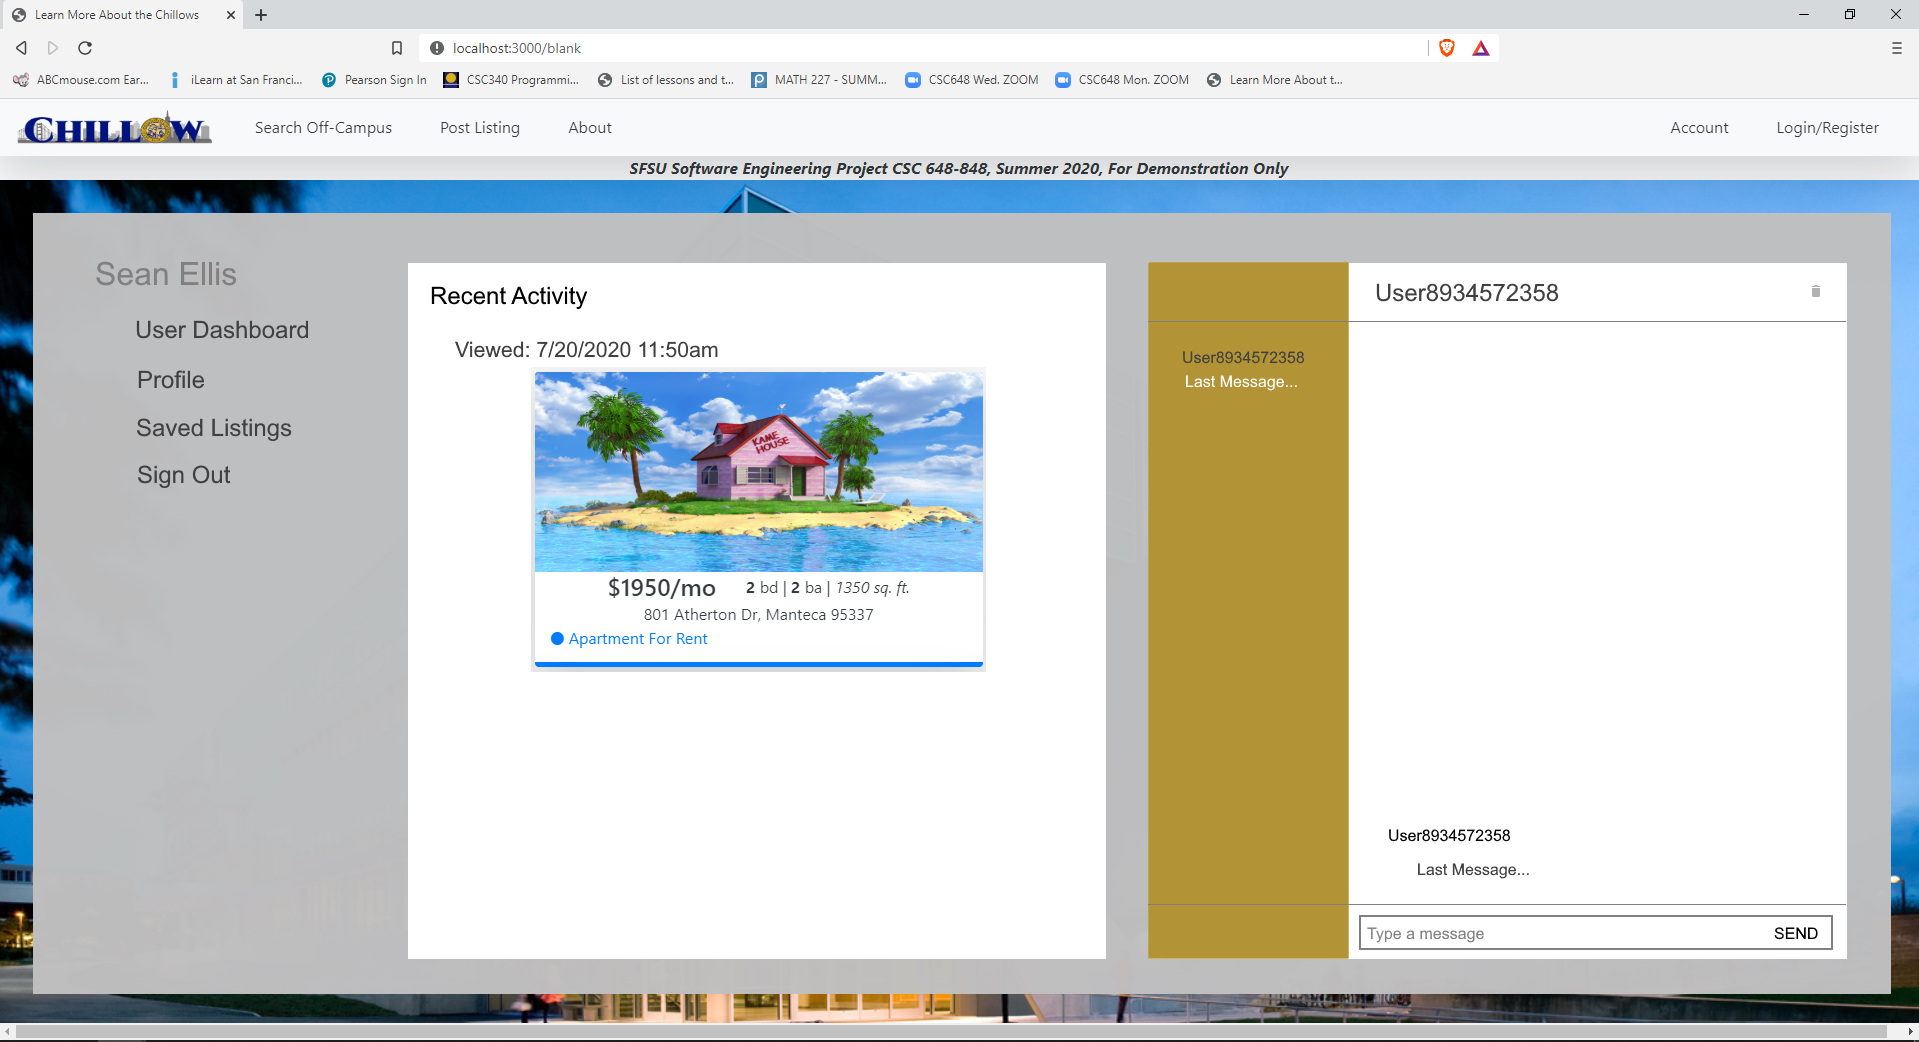 Learn More About the Chillows
localhost:3000/blank
ABCmouse.com Ear...
iLearn at San Franci...
Pearson Sign In
CSC340 Programmi...
List of lessons and t...
MATH 227 - SUMM...
CSC648 Wed. ZOOM
CSC648 Mon. ZOOM
Learn More About t...
CHILLOW
Search Off-Campus
Post Listing
About
Account
Login/Register
SFSU Software Engineering Project CSC 648-848, Summer 2020, For Demonstration Only
Sean Ellis
User Dashboard
Profile
Saved Listings
Sign Out
Recent Activity
Viewed: 7/20/2020 11:50am
KAME
HOUSE
$1950/mo 2 bd | 2 ba | 1350 sq. ft.
801 Atherton Dr, Manteca 95337
Apartment For Rent
User8934572358
Last Message...
User8934572358
User8934572358
Last Message...
Type a message
SEND